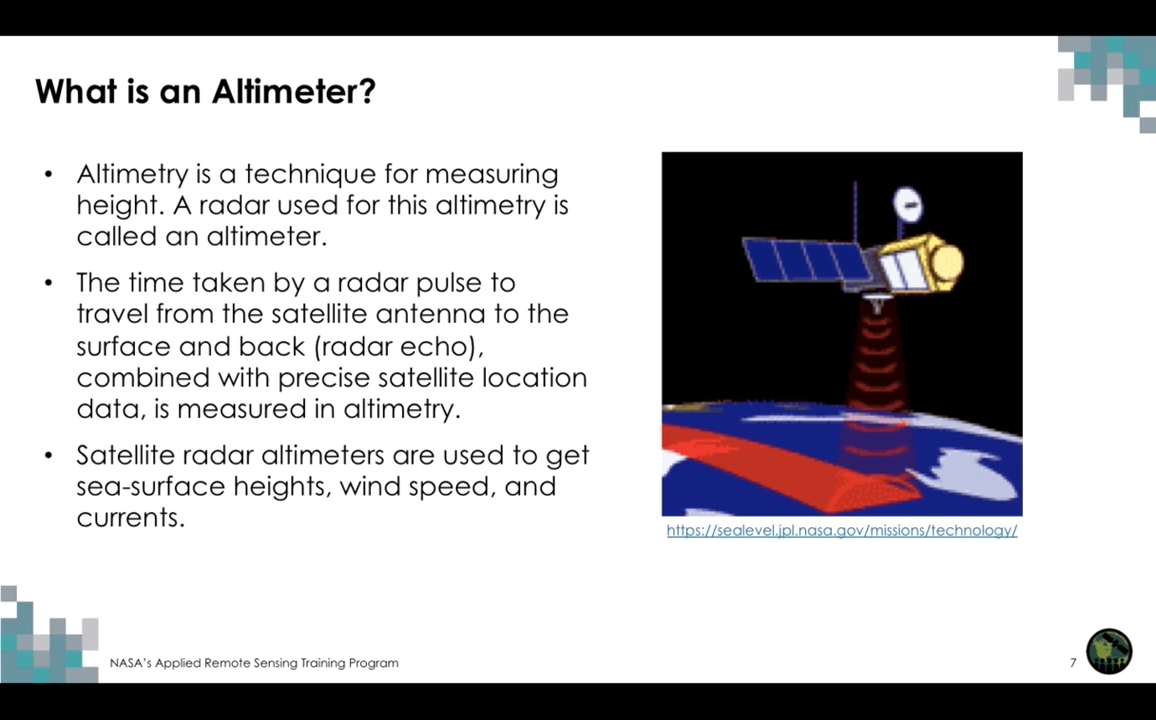 What is an Altimeter?
• Altimetry is a technique for measuring
height. A radar used for this altimetry is
called an altimeter.
• The time taken by a radar pulse to
travel from the satellite antenna to the
surface and back (radar echo),
combined with precise satellite location
data, is measured in altimetry.
• Satellite radar altimeters are used to get
sea-surface heights, wind speed, and
currents.
https://sealevel.jpl.nasa.gov/missions/technology/
NASA's Applied Remote Sensing Training Program
7